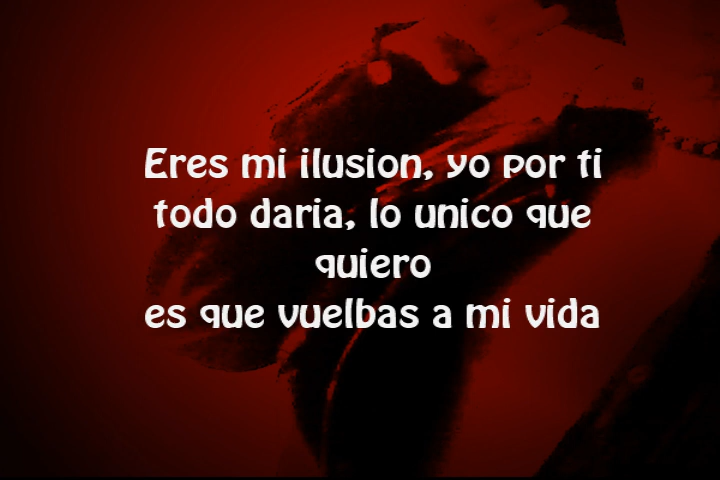 Eres mi ilusion, yo por ti
todo daria, lo unico que
quiero
es que vuelbas a mi vida